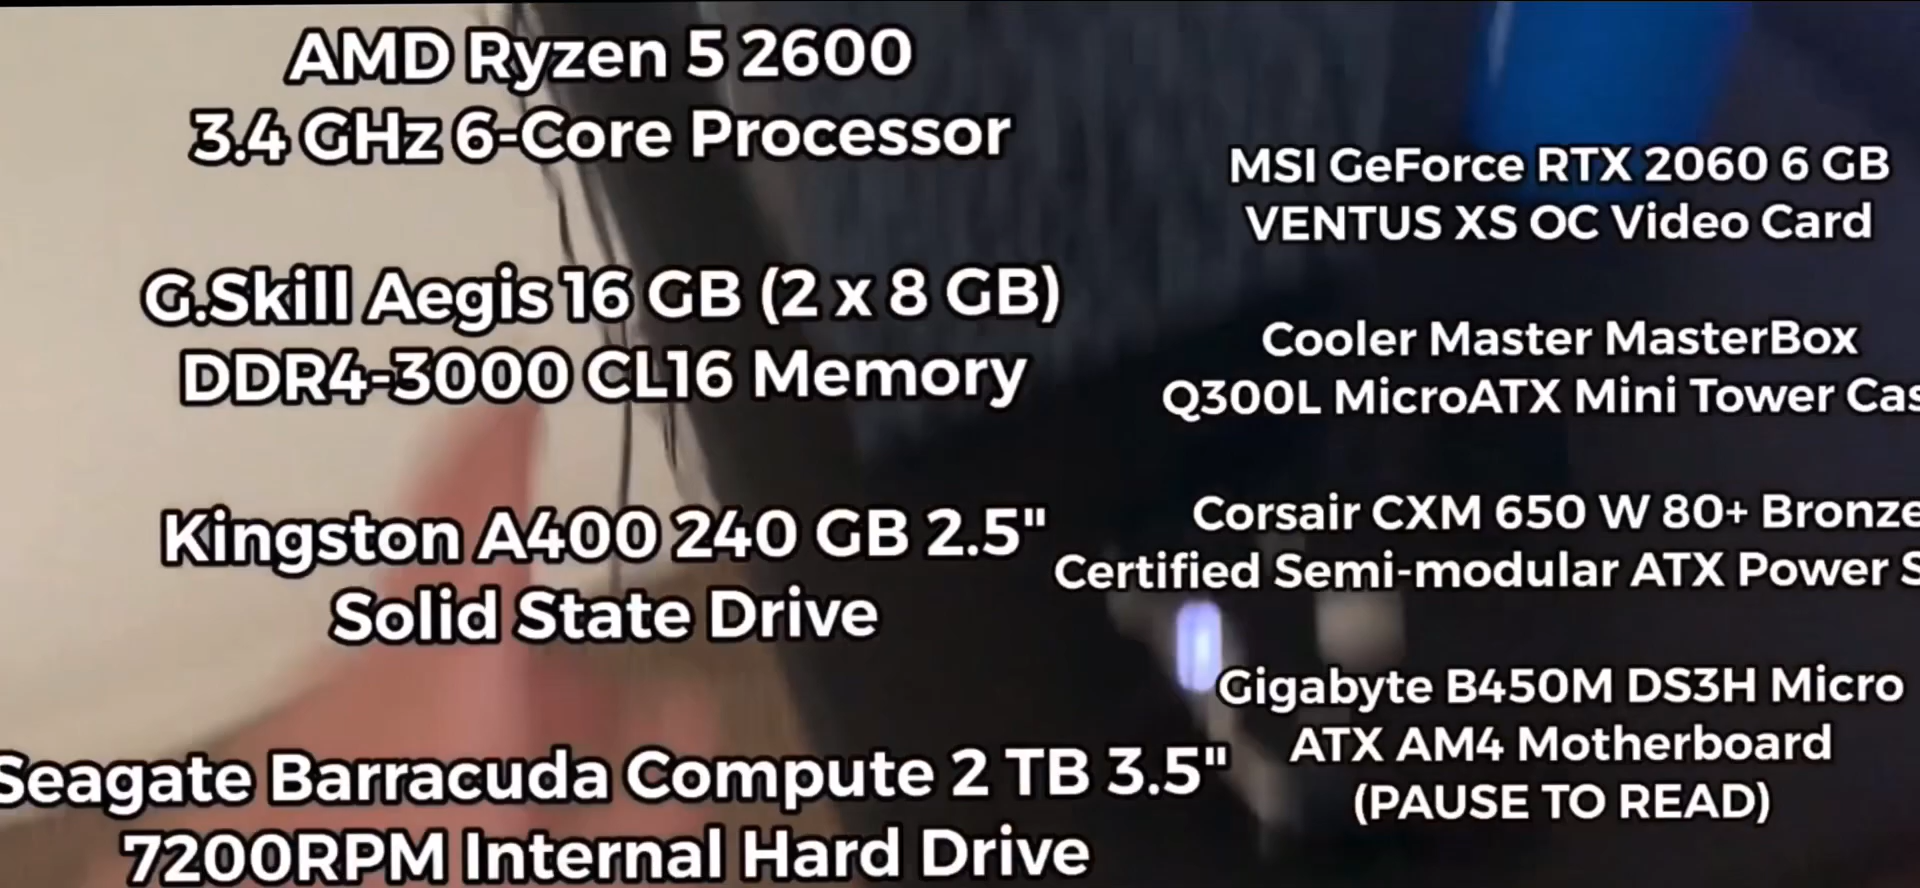 AMD Ryzen 5 2600
3.4 GHz 6-Core Processor
G.Skill Aegis 16 GB (2 x 8 GB)
DDR4-3000 CL16 Memory
Kingston A400 240 GB 2.5"
Solid State Drive
Seagate Barracuda Compute 2 TB 3.5"
7200RPM Internal Hard Drive
MSI GeForce RTX 2060 6 GB
VENTUS XS OC Video Card
Cooler Master MasterBox
Q300L MicroATX Mini Tower Cas
Corsair CXM 650 W 80+ Bronze
Certified Semi-modular ATX Power S
Gigabyte B450M DS3H Micro
ATX AM4 Motherboard
(PAUSE TO READ)